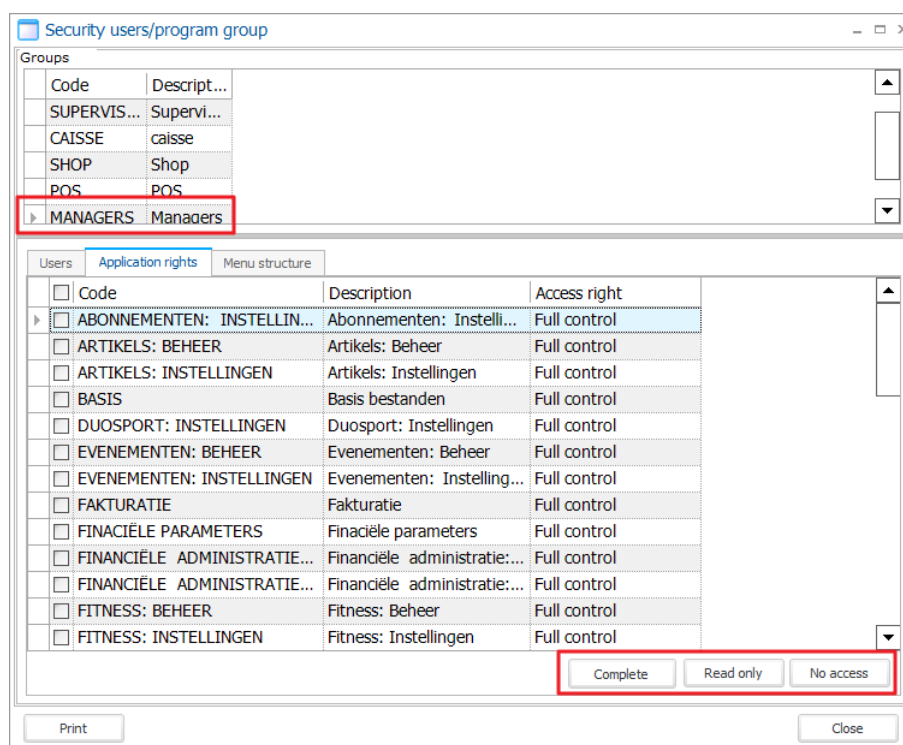 Security users/program group
Groups
Code Descript...
SUPERVIS... Supervi...
CAISSE caisse
SHOP Shop
POS POS
MANAGERS Managers
Users Application rights Menu structure
Code Description Access right
ABONNEMENTEN: INSTELLIN... Abonnementen: Instelli... Full control
ARTIKELS: BEHEER Artikels: Beheer Full control
ARTIKELS: INSTELLINGEN Artikels: Instellingen Full control
BASIS Basis bestanden Full control
DUOSPORT: INSTELLINGEN Duosport: Instellingen Full control
EVENEMENTEN: BEHEER Evenementen: Beheer Full control
EVENEMENTEN: INSTELLINGEN Evenementen: Instelling... Full control
FAKTURATIE Fakturatie Full control
FINACIËLE PARAMETERS Finaciële parameters Full control
FINANCIËLE ADMINISTRATIE... Financiële administratie:... Full control
FINANCIËLE ADMINISTRATIE... Financiële administratie:... Full control
FITNESS: BEHEER Fitness: Beheer Full control
FITNESS: INSTELLINGEN Fitness: Instellingen Full control
Complete Read only No access
Print Close